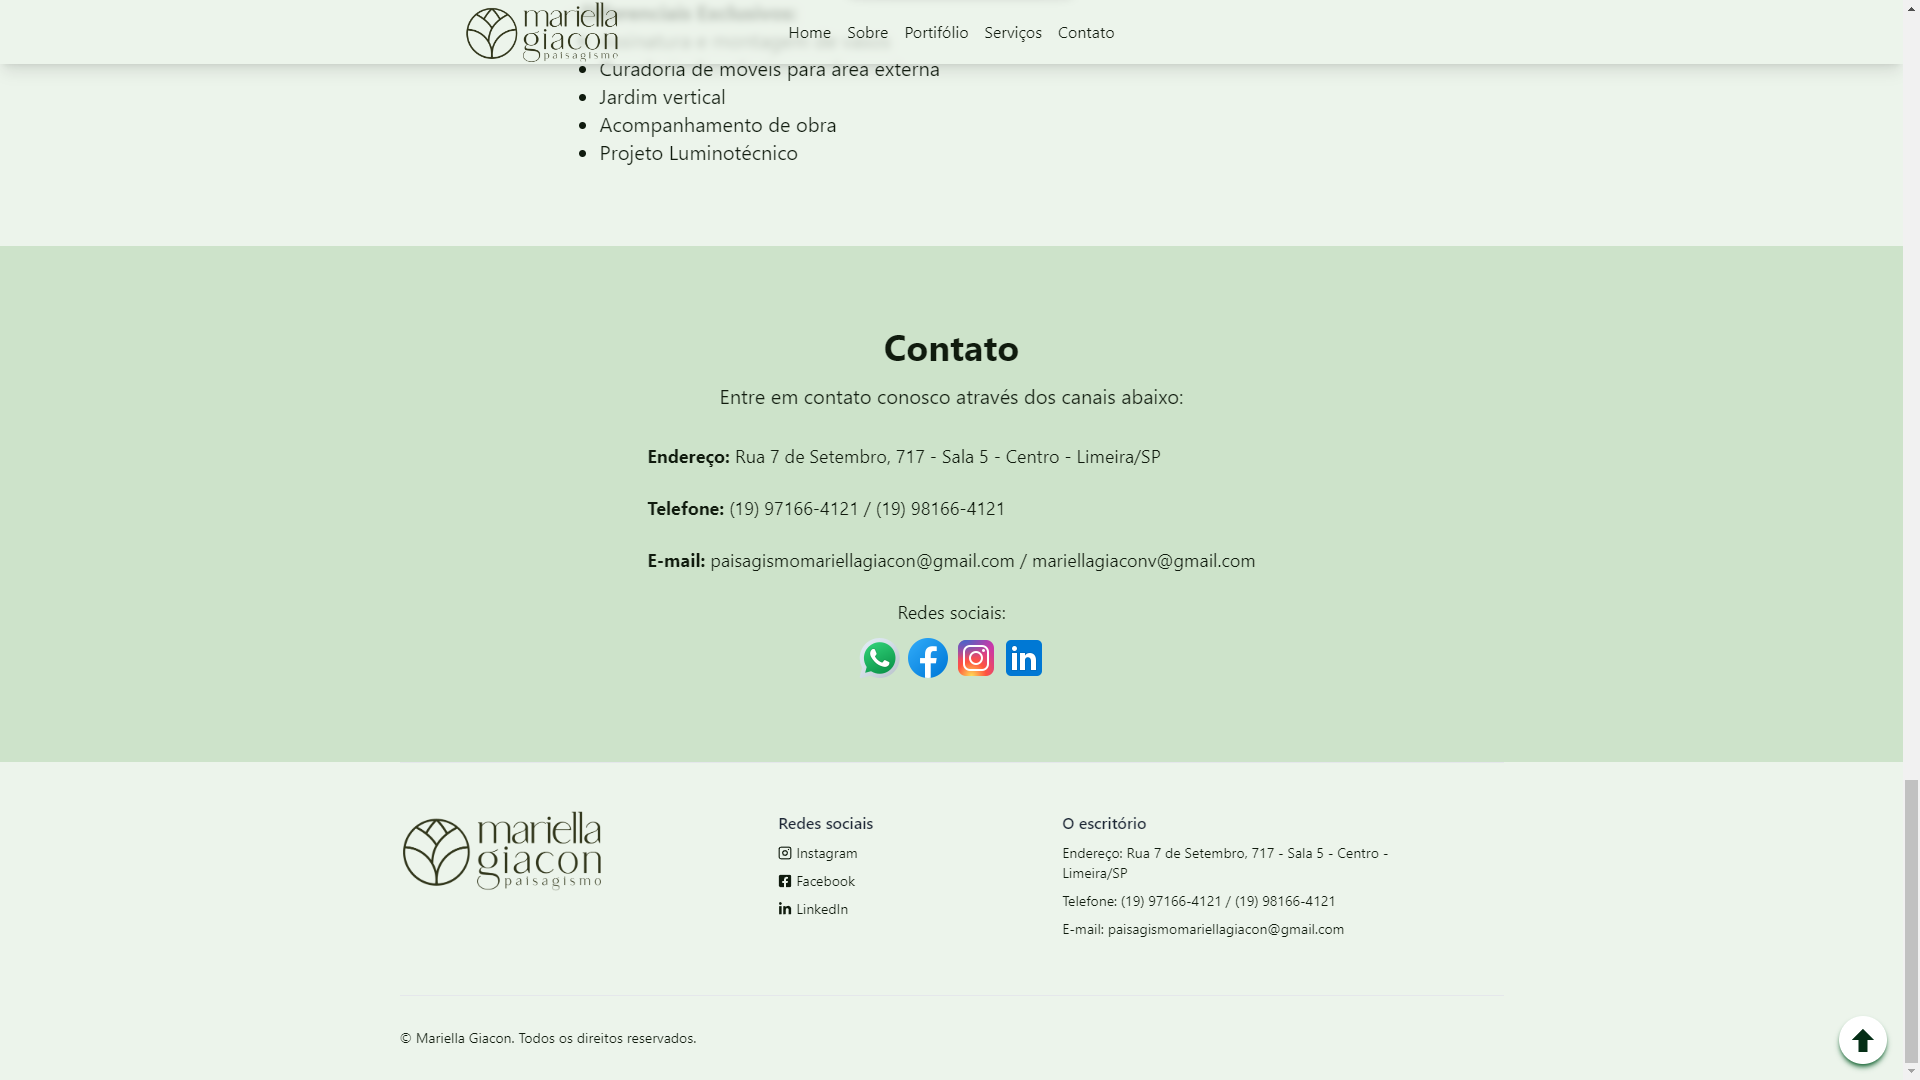 mariella
giacon
paisagismo
Home Sobre Portifólio Serviços Contato
Curadoria de móveis para área externa
Jardim vertical
Acompanhamento de obra
Projeto Luminotécnico
Contato
Entre em contato conosco através dos canais abaixo:
Endereço: Rua 7 de Setembro, 717 - Sala 5 - Centro - Limeira/SP
Telefone: (19) 97166-4121 / (19) 98166-4121
E-mail: paisagismomariellagiacon@gmail.com / mariellagiaconv@gmail.com
Redes sociais:
mariella
giacon
paisagismo
Redes sociais
Instagram
Facebook
LinkedIn
O escritório
Endereço: Rua 7 de Setembro, 717 - Sala 5 - Centro -
Limeira/SP
Telefone: (19) 97166-4121 / (19) 98166-4121
E-mail: paisagismomariellagiacon@gmail.com
© Mariella Giacon. Todos os direitos reservados.